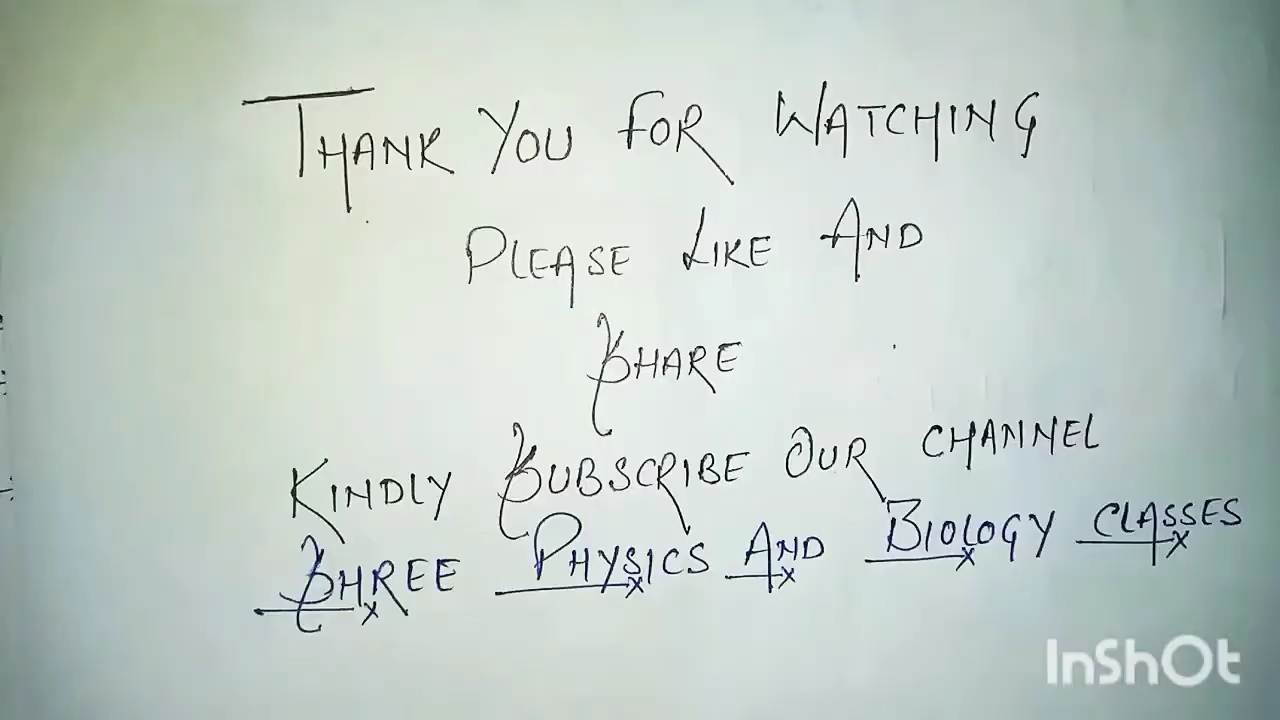 THANK YOU FOR WATCHING
PLEASE LIKE AND
SHARE
KINDLY SUBSCRIBE OUR CHANNEL
SHREE PHYSICS AND BIOLOGY CLASSES
InShOt